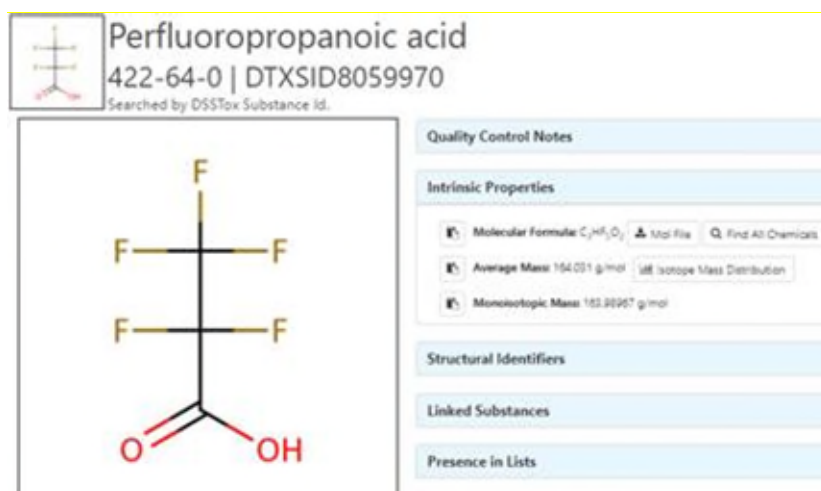 Perfluoropropanoic acid
422-64-0 | DTXSID8059970
Searched by DSSTox Substance Id.
F
F F
F F
O OH
Quality Control Notes
Intrinsic Properties
Molecular Formula: C₃HF₅O₂ Mol File Find All Chemicals
Average Mass: 164.031 g/mol Isotope Mass Distribution
Monoisotopic Mass: 163.98967 g/mol
Structural Identifiers
Linked Substances
Presence in Lists